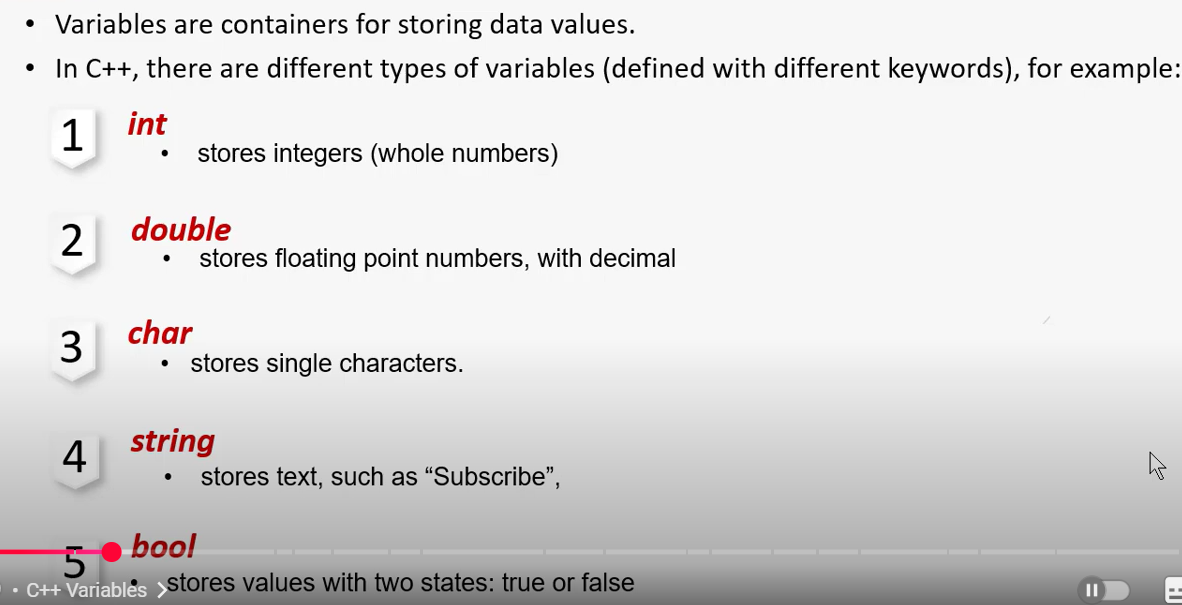 • Variables are containers for storing data values.
• In C++, there are different types of variables (defined with different keywords), for example:
1 int
• stores integers (whole numbers)
2 double
• stores floating point numbers, with decimal
3 char
• stores single characters.
4 string
• stores text, such as “Subscribe”,
5 bool
• stores values with two states: true or false
• C++ Variables